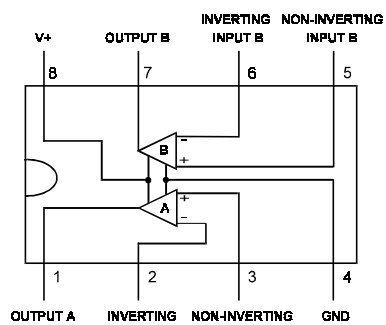 INVERTING NON-INVERTING
V+ OUTPUT B INPUT B INPUT B
8 7 6 5
B - +
A + -
1 2 3 4
OUTPUT A INVERTING NON-INVERTING GND